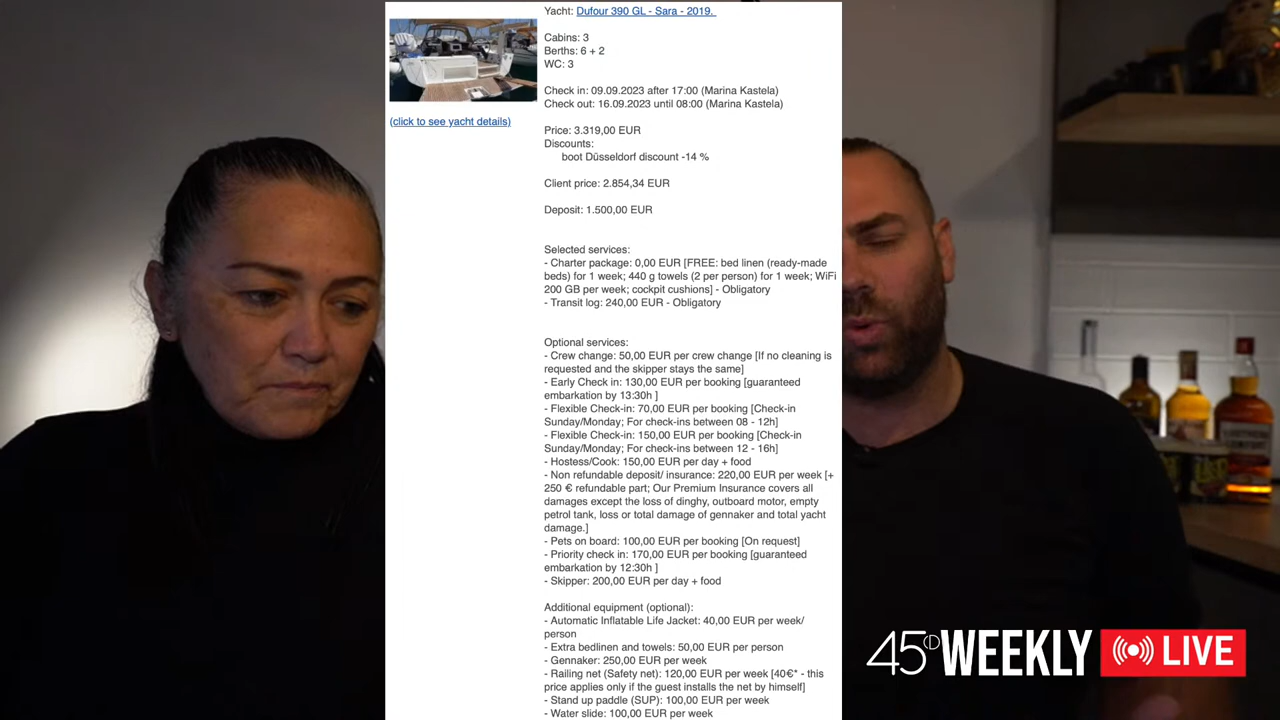 Yacht: Dufour 390 GL - Sara - 2019.
Cabins: 3
Berths: 6 + 2
WC: 3
Check in: 09.09.2023 after 17:00 (Marina Kastela)
Check out: 16.09.2023 until 08:00 (Marina Kastela)
(click to see yacht details)
Price: 3.319,00 EUR
Discounts:
boot Düsseldorf discount -14 %
Client price: 2.854,34 EUR
Deposit: 1.500,00 EUR
Selected services:
- Charter package: 0,00 EUR [FREE: bed linen (ready-made
beds) for 1 week; 440 g towels (2 per person) for 1 week; WiFi
200 GB per week; cockpit cushions] - Obligatory
- Transit log: 240,00 EUR - Obligatory
Optional services:
- Crew change: 50,00 EUR per crew change [If no cleaning is
requested and the skipper stays the same]
- Early Check in: 130,00 EUR per booking [guaranteed
embarkation by 13:30h ]
- Flexible Check-in: 70,00 EUR per booking [Check-in
Sunday/Monday; For check-ins between 08 - 12h]
- Flexible Check-in: 150,00 EUR per booking [Check-in
Sunday/Monday; For check-ins between 12 - 16h]
- Hostess/Cook: 150,00 EUR per day + food
- Non refundable deposit/ insurance: 220,00 EUR per week [+
250 € refundable part; Our Premium Insurance covers all
damages except the loss of dinghy, outboard motor, empty
petrol tank, loss or total damage of gennaker and total yacht
damage.]
- Pets on board: 100,00 EUR per booking [On request]
- Priority check in: 170,00 EUR per booking [guaranteed
embarkation by 12:30h ]
- Skipper: 200,00 EUR per day + food
Additional equipment (optional):
- Automatic Inflatable Life Jacket: 40,00 EUR per week/
person
- Extra bedlinen and towels: 50,00 EUR per person
- Gennaker: 250,00 EUR per week
- Railing net (Safety net): 120,00 EUR per week [40€* - this
price applies only if the guest installs the net by himself]
- Stand up paddle (SUP): 100,00 EUR per week
- Water slide: 100,00 EUR per week
45CD WEEKLY LIVE